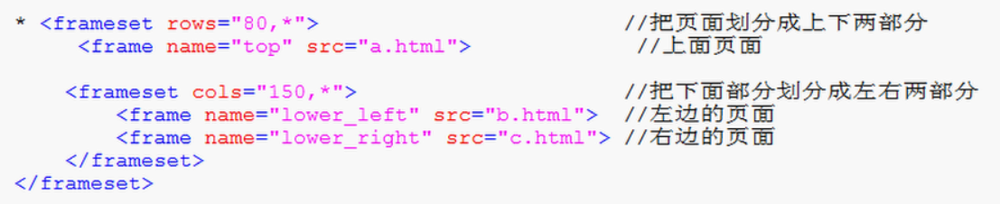 * <frameset rows="80,*"> //把页面划分成上下两部分
<frame name="top" src="a.html"> //上面页面
<frameset cols="150,*"> //把下面部分划分成左右两部分
<frame name="lower_left" src="b.html"> //左边的页面
<frame name="lower_right" src="c.html"> //右边的页面
</frameset>
</frameset>